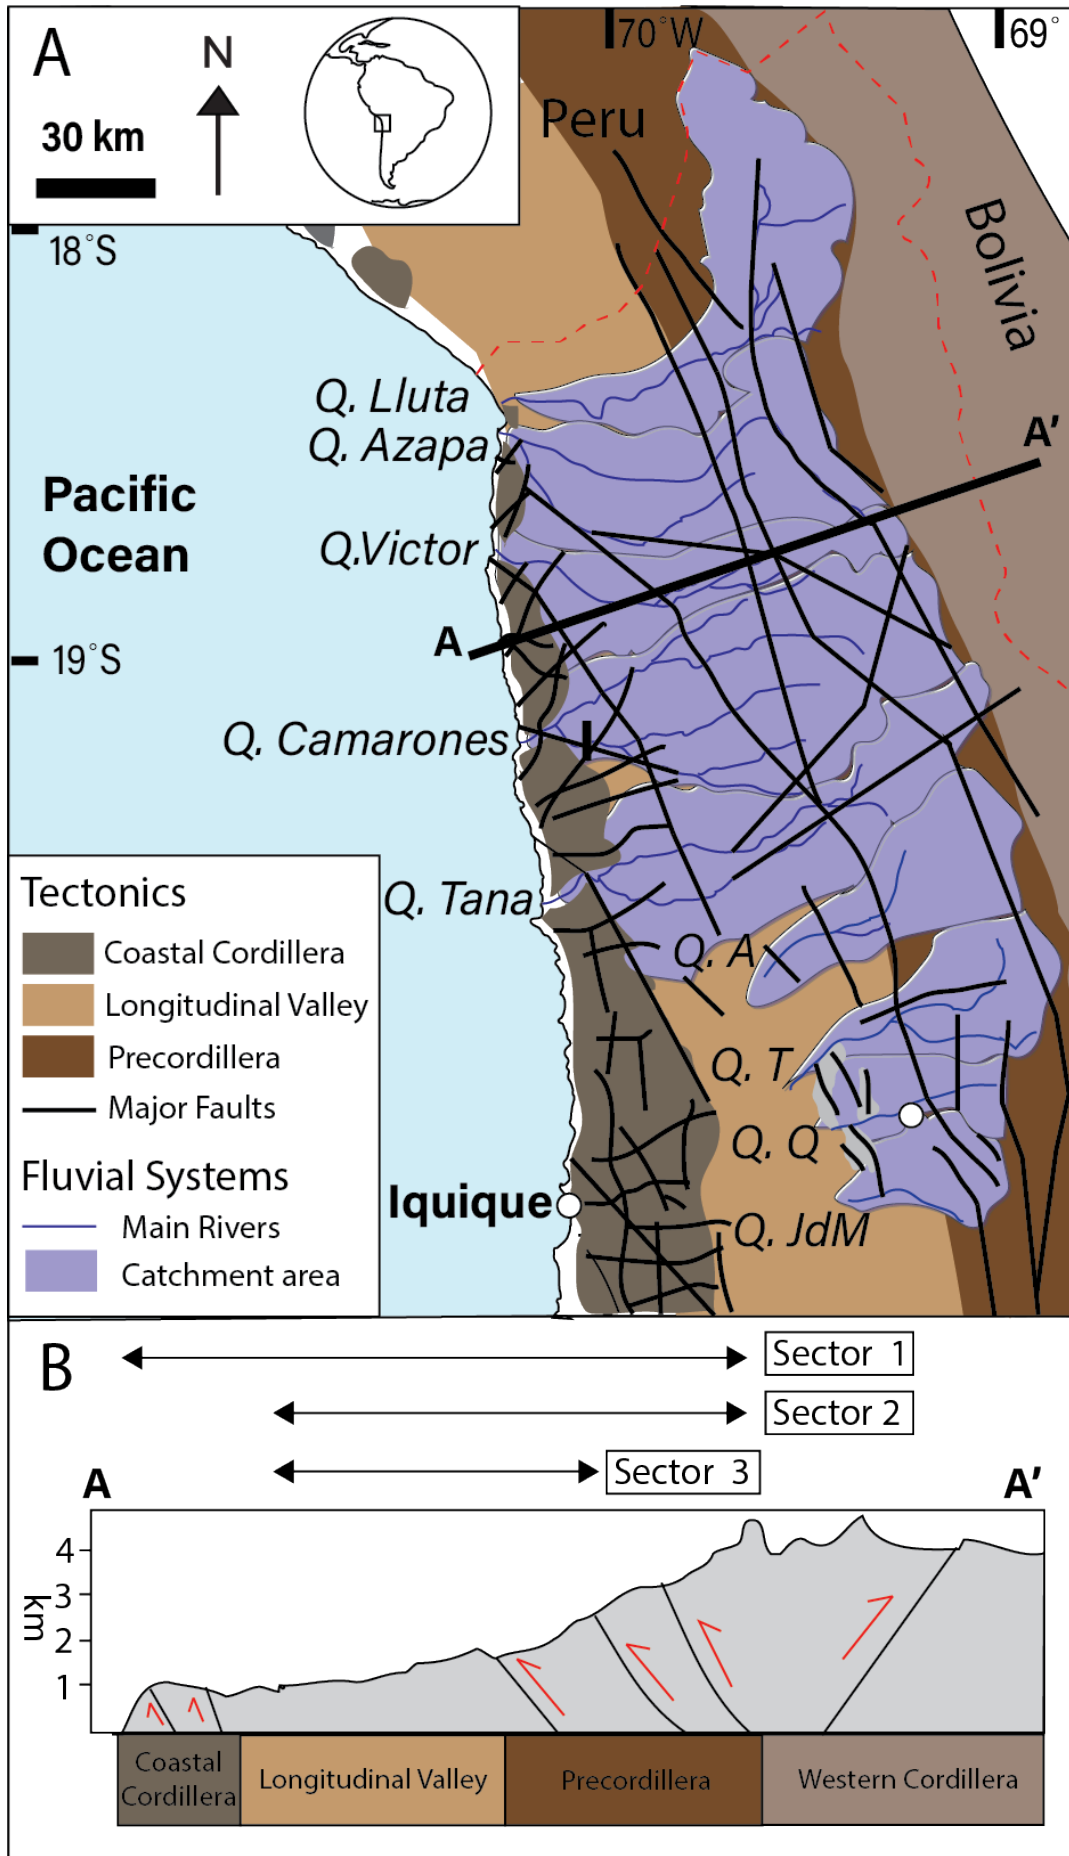 A
N
30 km
70°W
69°
Peru
Bolivia
18°S
Q. Lluta
Q. Azapa
A'
Pacific
Ocean
Q.Victor
19°S
A
Q. Camarones
Q. Tana
Q. A
Q. T
Q. Q
Iquique
Q. JdM
Tectonics
Coastal Cordillera
Longitudinal Valley
Precordillera
Major Faults
Fluvial Systems
Main Rivers
Catchment area
B
Sector 1
Sector 2
Sector 3
A
A'
4
3
2
1
km
Coastal
Cordillera
Longitudinal Valley
Precordillera
Western Cordillera